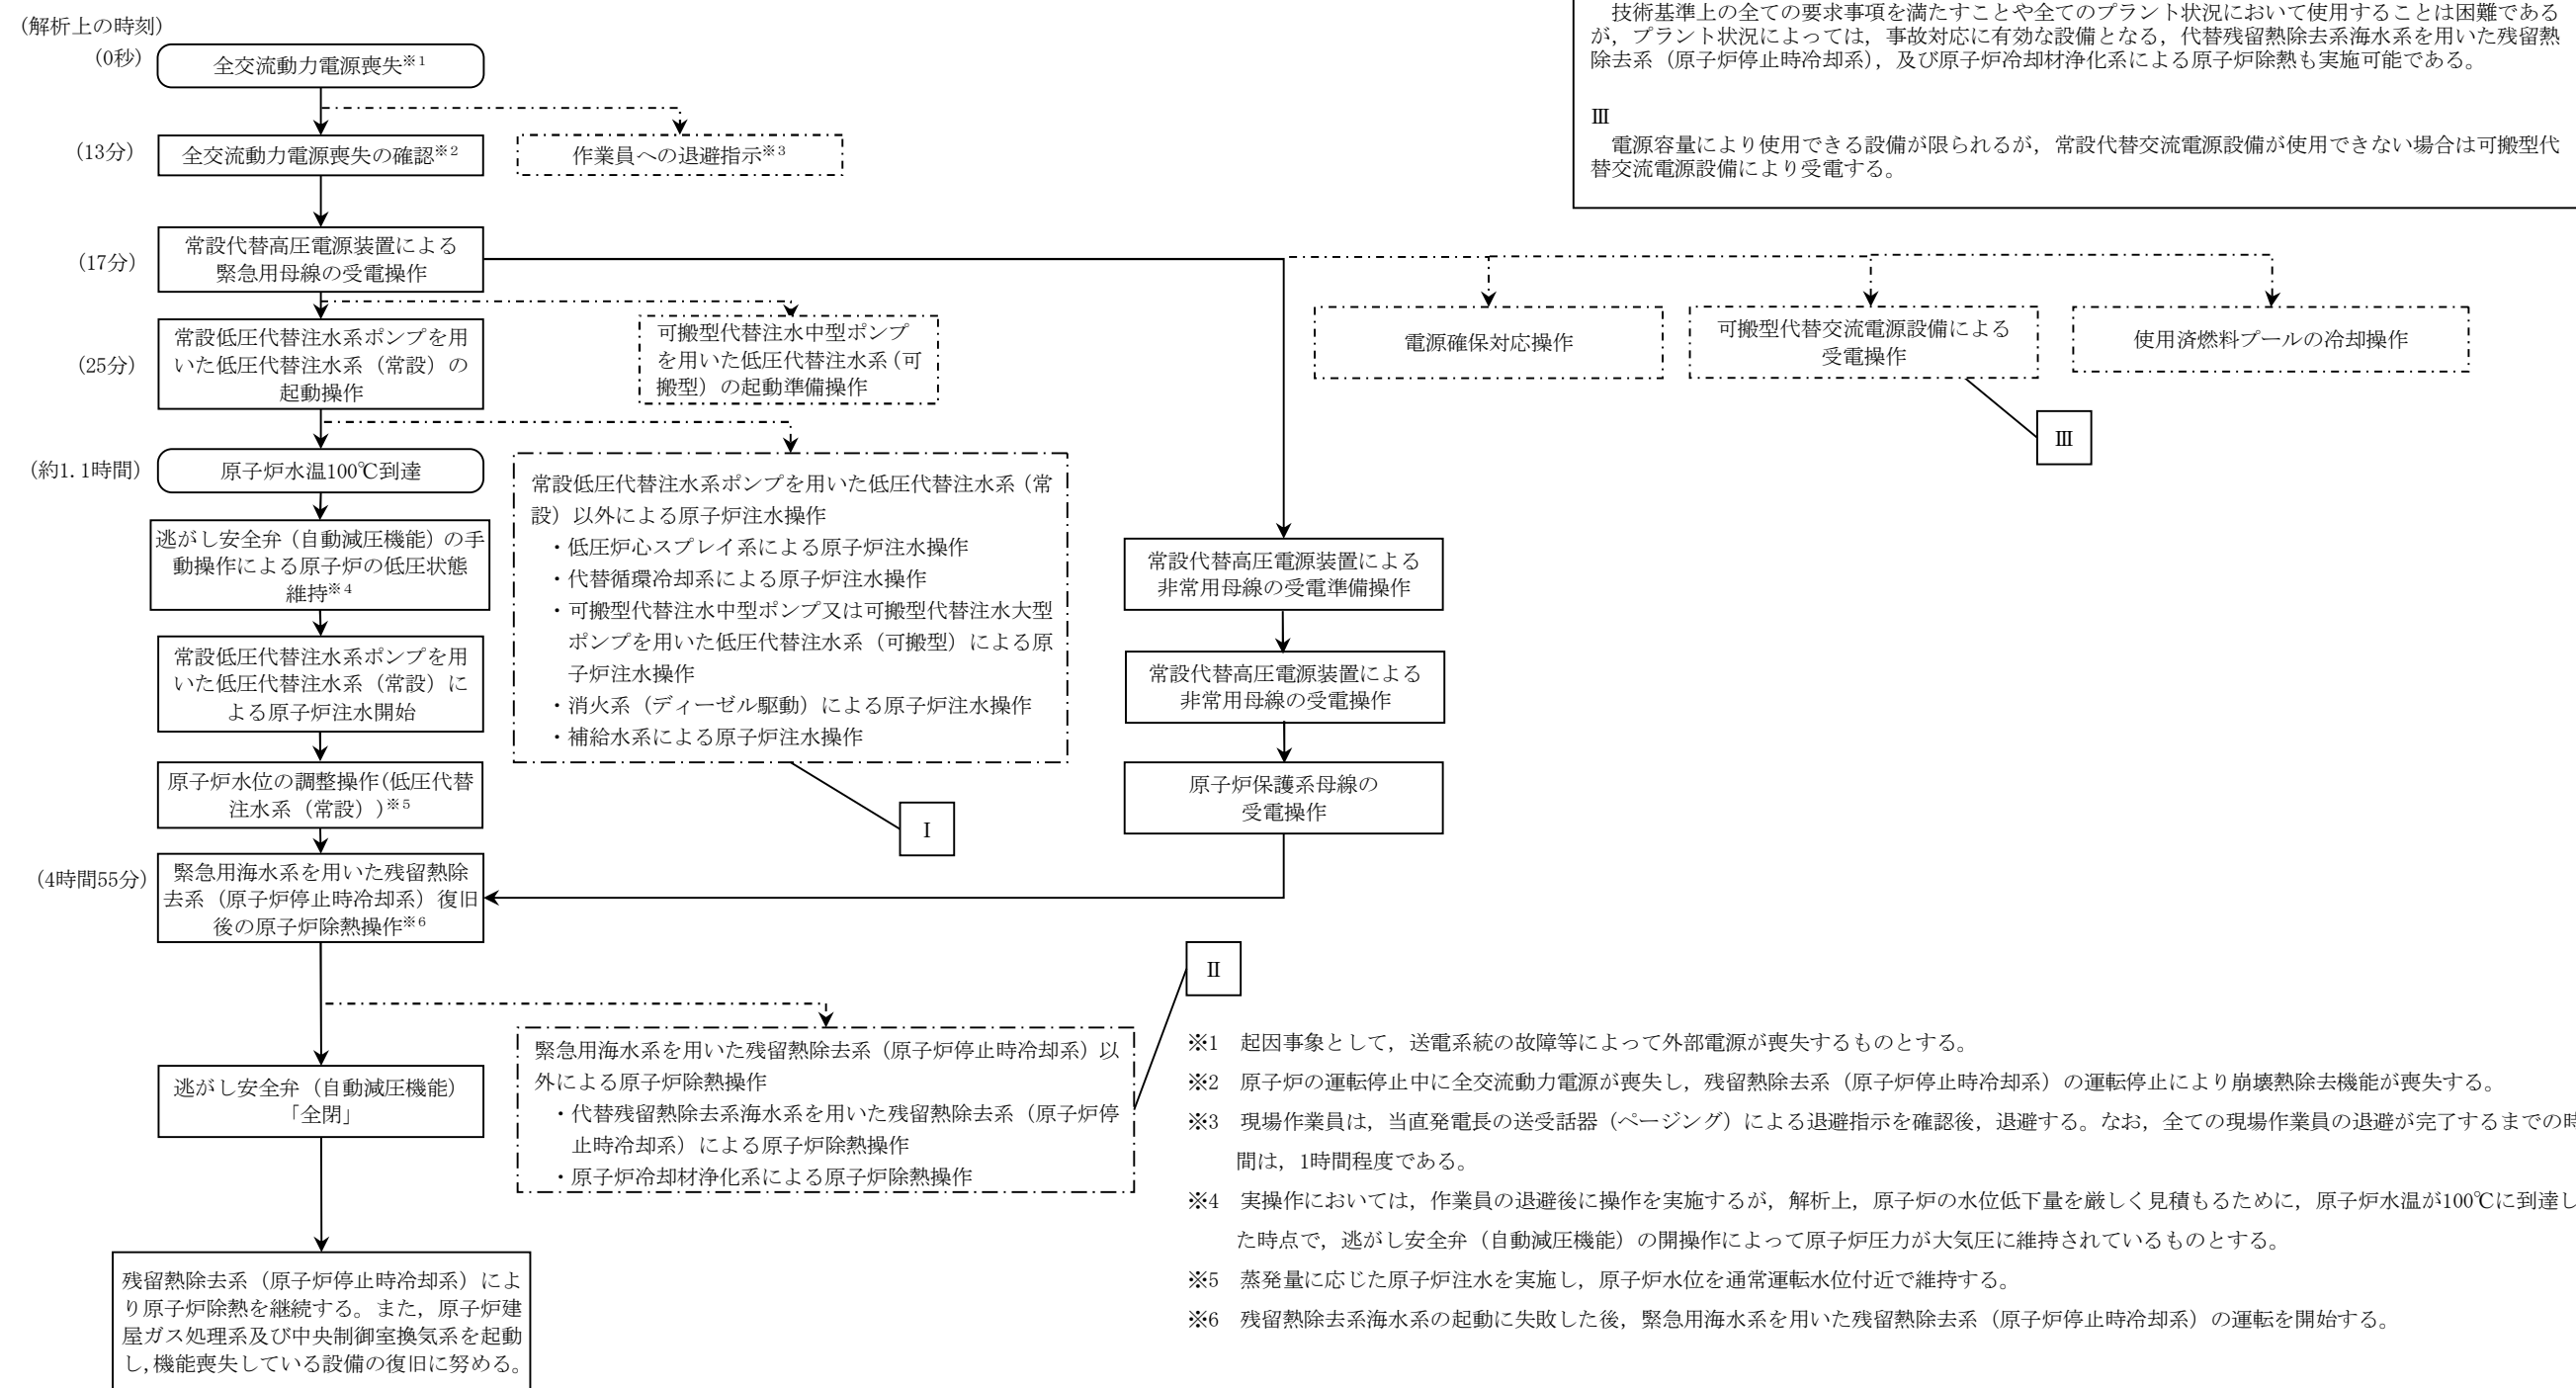 (解析上の時刻)
(0秒)
全交流動力電源喪失※1
(13分)
全交流動力電源喪失の確認※2
作業員への退避指示※3
(17分)
常設代替高圧電源装置による
緊急用母線の受電操作
(25分)
常設低圧代替注水系ポンプを用
いた低圧代替注水系（常設）の
起動操作
可搬型代替注水中型ポンプ
を用いた低圧代替注水系（可
搬型）の起動準備操作
(約1.1時間)
原子炉水温100℃到達
逃がし安全弁（自動減圧機能）の手
動操作による原子炉の低圧状態
維持※4
常設低圧代替注水系ポンプを用
いた低圧代替注水系（常設）に
よる原子炉注水開始
原子炉水位の調整操作（低圧代替
注水系（常設））※5
(4時間55分)
緊急用海水系を用いた残留熱除
去系（原子炉停止時冷却系）復旧
後の原子炉除熱操作※6
逃がし安全弁（自動減圧機能）
「全閉」
残留熱除去系（原子炉停止時冷却系）によ
り原子炉除熱を継続する。また，原子炉建
屋ガス処理系及び中央制御室換気系を起動
し，機能喪失している設備の復旧に努める。
常設低圧代替注水系ポンプを用いた低圧代替注水系（常
設）以外による原子炉注水操作
・低圧炉心スプレイ系による原子炉注水操作
・代替循環冷却系による原子炉注水操作
・可搬型代替注水中型ポンプ又は可搬型代替注水大型
ポンプを用いた低圧代替注水系（可搬型）による原
子炉注水操作
・消火系（ディーゼル駆動）による原子炉注水操作
・補給水系による原子炉注水操作
Ⅰ
緊急用海水系を用いた残留熱除去系（原子炉停止時冷却系）以
外による原子炉除熱操作
・代替残留熱除去系海水系を用いた残留熱除去系（原子炉停
止時冷却系）による原子炉除熱操作
・原子炉冷却材浄化系による原子炉除熱操作
Ⅱ
常設代替高圧電源装置による
非常用母線の受電準備操作
常設代替高圧電源装置による
非常用母線の受電操作
原子炉保護系母線の
受電操作
電源確保対応操作
可搬型代替交流電源設備による
受電操作
使用済燃料プールの冷却操作
Ⅲ
技術基準上の全ての要求事項を満たすことや全てのプラント状況において使用することは困難である
が，プラント状況によっては，事故対応に有効な設備となる，代替残留熱除去系海水系を用いた残留熱
除去系（原子炉停止時冷却系），及び原子炉冷却材浄化系による原子炉除熱も実施可能である。
Ⅲ
電源容量により使用できる設備が限られるが，常設代替交流電源設備が使用できない場合は可搬型代
替交流電源設備により受電する。
※1 起因事象として，送電系統の故障等によって外部電源が喪失するものとする。
※2 原子炉の運転停止中に全交流動力電源が喪失し，残留熱除去系（原子炉停止時冷却系）の運転停止により崩壊熱除去機能が喪失する。
※3 現場作業員は，当直発電長の送受話器（ページング）による退避指示を確認後，退避する。なお，全ての現場作業員の退避が完了するまでの時
間は，1時間程度である。
※4 実操作においては，作業員の退避後に操作を実施するが，解析上，原子炉の水位低下量を厳しく見積もるために，原子炉水温が100℃に到達し
た時点で，逃がし安全弁（自動減圧機能）の開操作によって原子炉圧力が大気圧に維持されているものとする。
※5 蒸発量に応じた原子炉注水を実施し，原子炉水位を通常運転水位付近で維持する。
※6 残留熱除去系海水系の起動に失敗した後，緊急用海水系を用いた残留熱除去系（原子炉停止時冷却系）の運転を開始する。